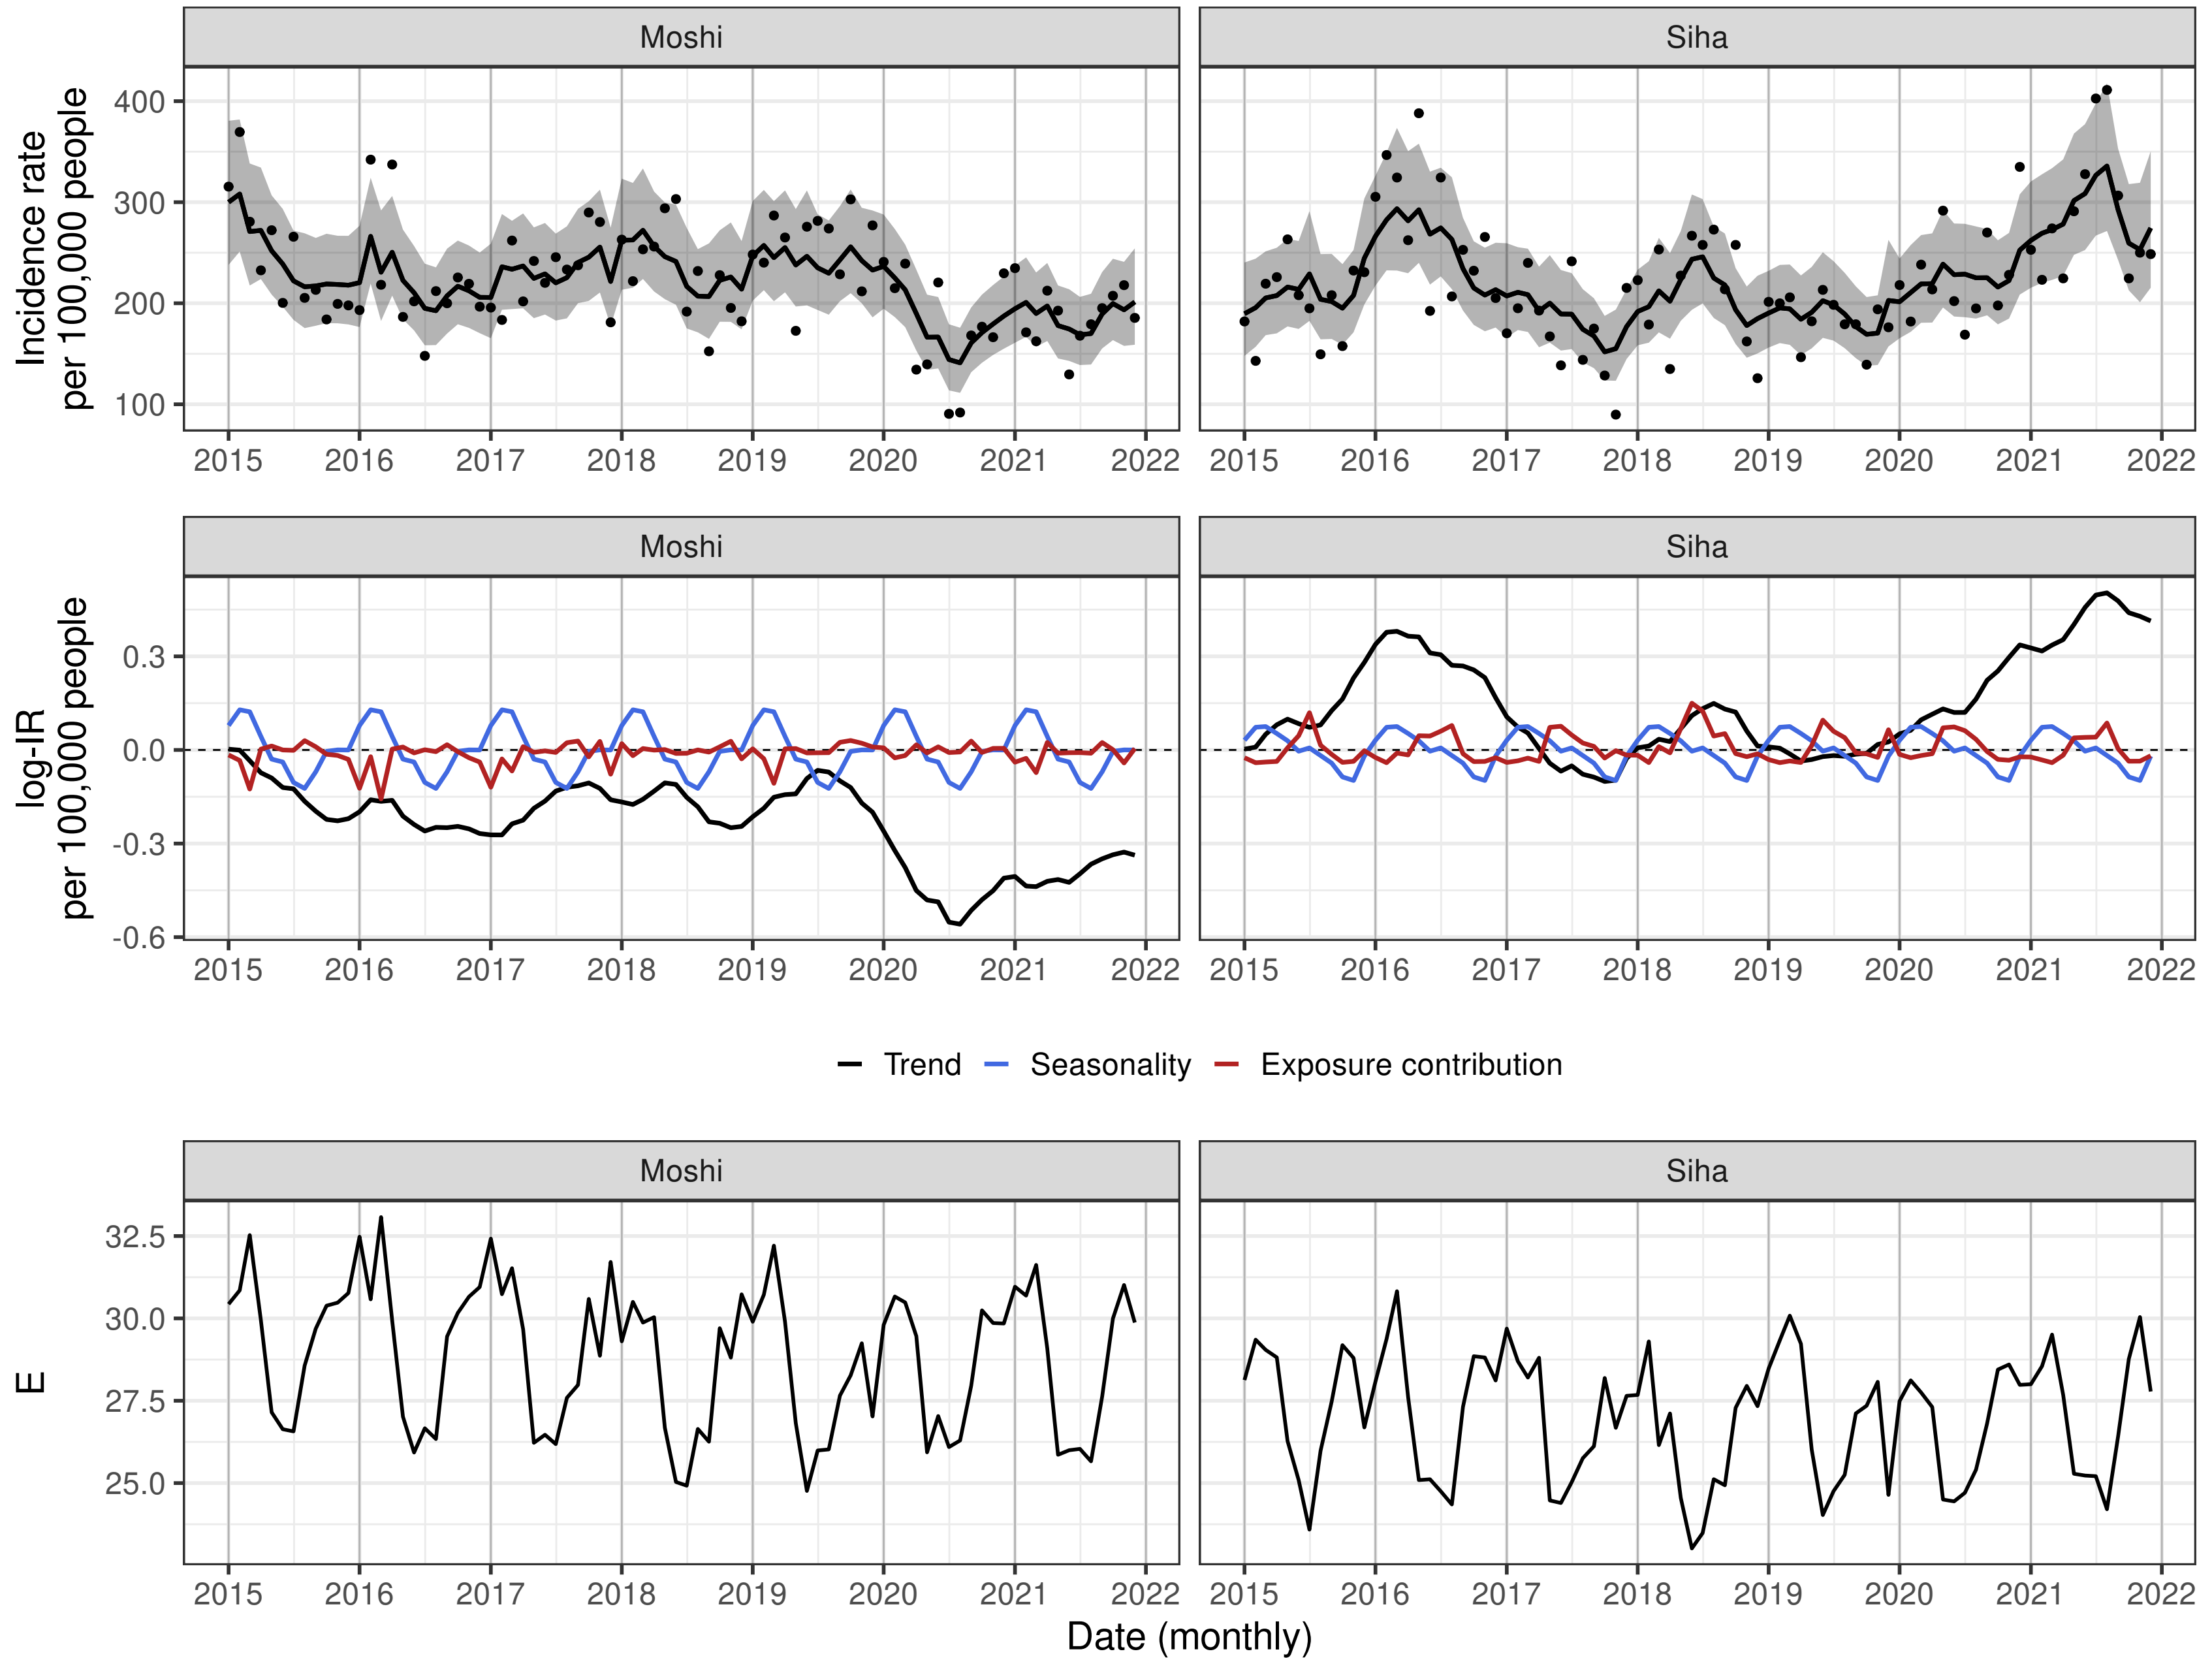 Moshi Siha
Incidence rate
per 100,000 people
400
300
200
100
2015 2016 2017 2018 2019 2020 2021 2022 2015 2016 2017 2018 2019 2020 2021 2022
Moshi Siha
log-IR
per 100,000 people
0.3
0.0
-0.3
-0.6
2015 2016 2017 2018 2019 2020 2021 2022 2015 2016 2017 2018 2019 2020 2021 2022
Trend Seasonality Exposure contribution
Moshi Siha
E
32.5
30.0
27.5
25.0
2015 2016 2017 2018 2019 2020 2021 2022 2015 2016 2017 2018 2019 2020 2021 2022
Date (monthly)